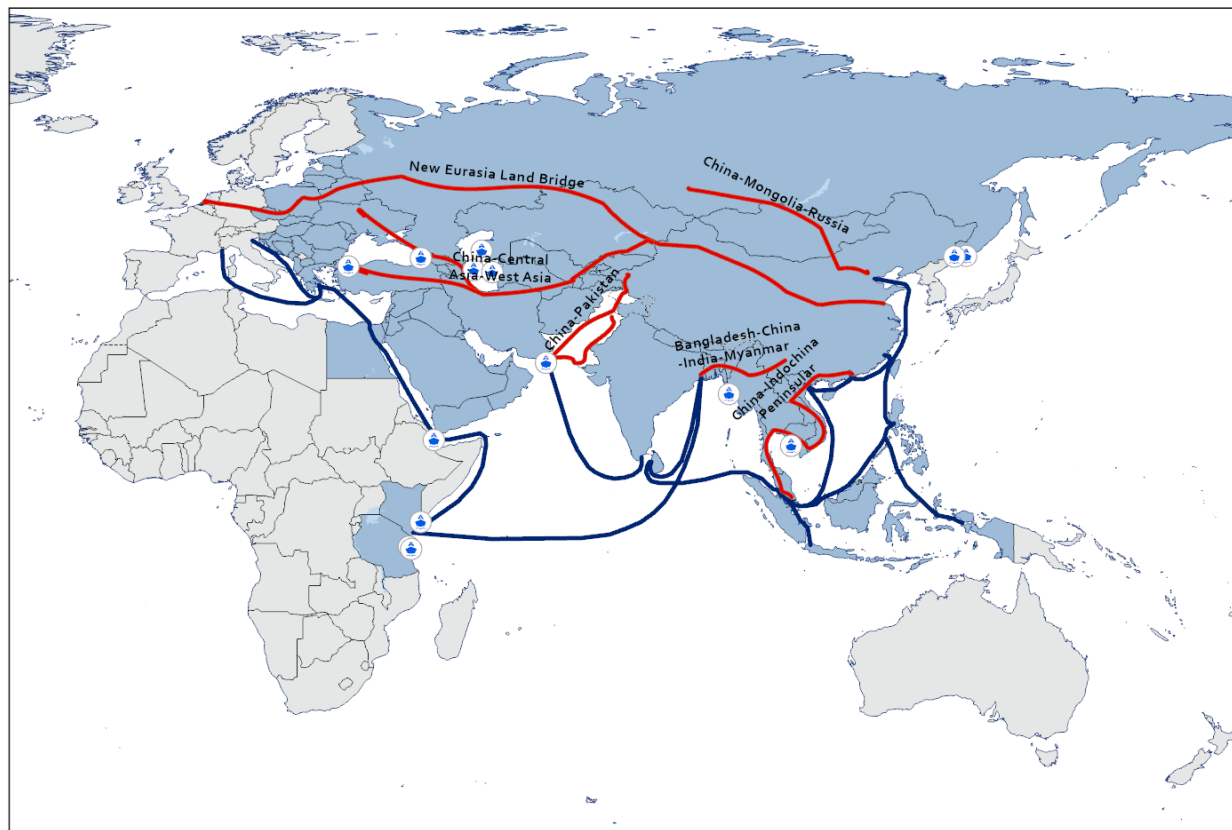 New Eurasia Land Bridge
China-Mongolia-Russia
China-Central
Asia-West Asia
China-Pakistan
Bangladesh-China
-India-Myanmar
China-Indochina
Peninsular